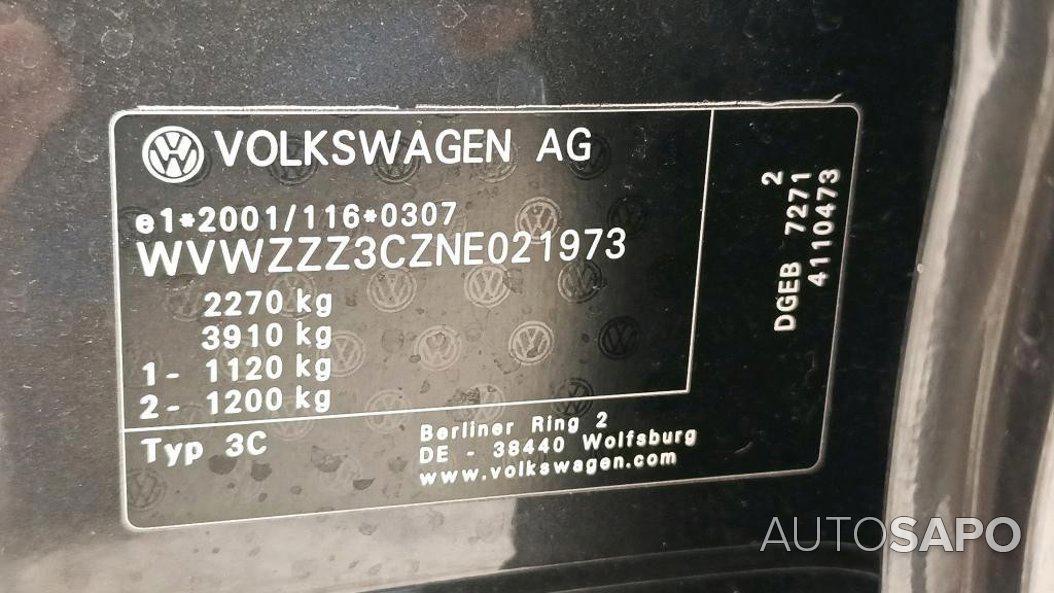 VOLKSWAGEN AG
e1*2001/116*0307
WVWZZZ3CZNE021973
2270 kg
3910 kg
1- 1120 kg
2- 1200 kg
Typ 3C
Berliner Ring 2
DE - 38440 Wolfsburg
www.volkswagen.com
2
DGEB 7271
4110473
AUTOSAPO